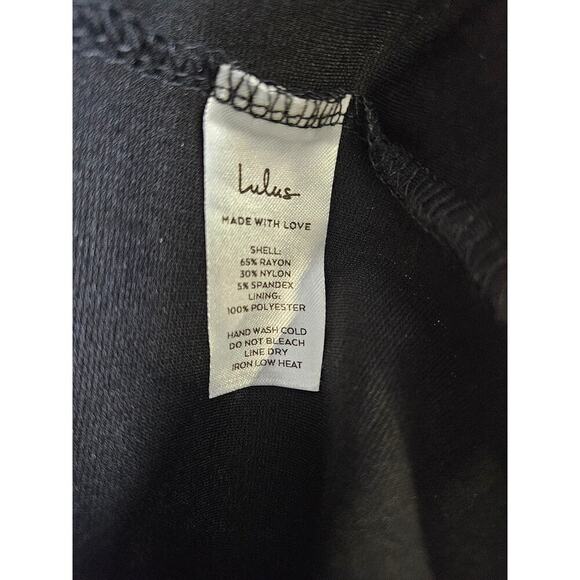 Lulus
MADE WITH LOVE
SHELL:
65% RAYON
30% NYLON
5% SPANDEX
LINING:
100% POLYESTER
HAND WASH COLD
DO NOT BLEACH
LINE DRY
IRON LOW HEAT